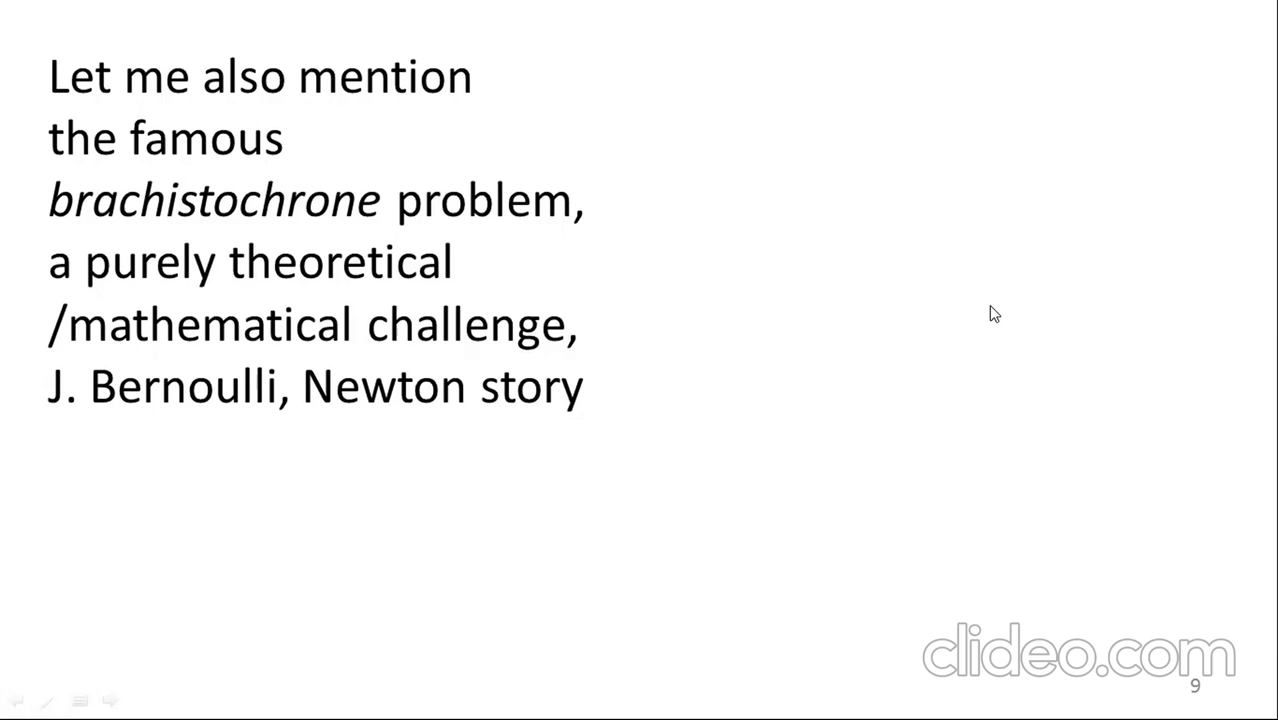 Let me also mention
the famous
brachistochrone problem,
a purely theoretical
/mathematical challenge,
J. Bernoulli, Newton story
clideo.com
9